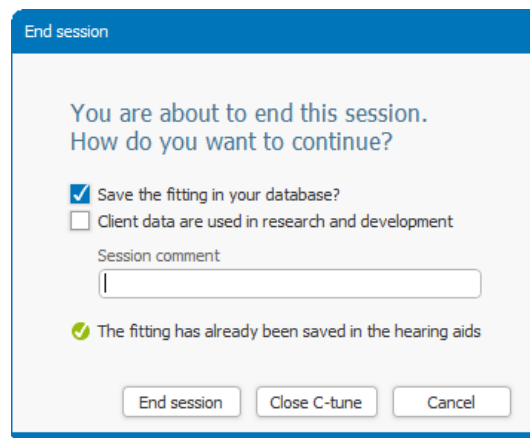 End session
You are about to end this session.
How do you want to continue?
Save the fitting in your database?
Client data are used in research and development
Session comment
The fitting has already been saved in the hearing aids
End session Close C-tune Cancel